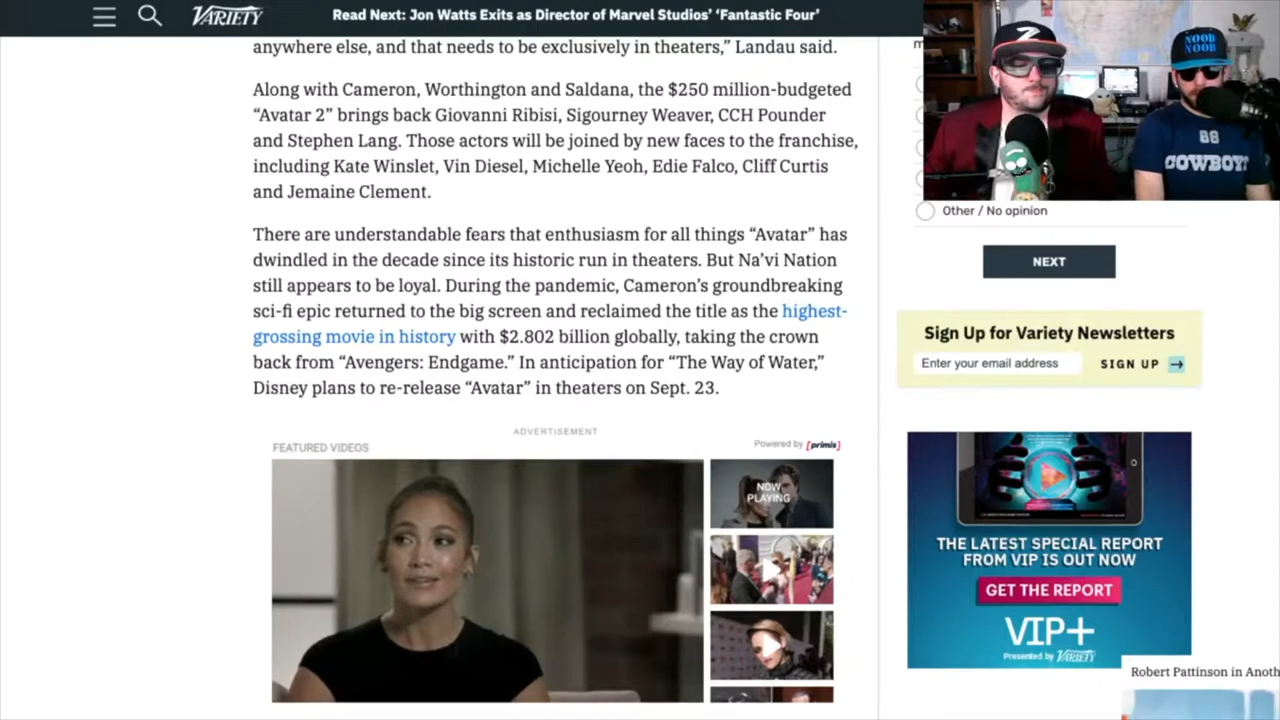 VARIETY
Read Next: Jon Watts Exits as Director of Marvel Studios’ ‘Fantastic Four’
anywhere else, and that needs to be exclusively in theaters,” Landau said.
Along with Cameron, Worthington and Saldana, the $250 million-budgeted
“Avatar 2” brings back Giovanni Ribisi, Sigourney Weaver, CCH Pounder
and Stephen Lang. Those actors will be joined by new faces to the franchise,
including Kate Winslet, Vin Diesel, Michelle Yeoh, Edie Falco, Cliff Curtis
and Jemaine Clement.
There are understandable fears that enthusiasm for all things “Avatar” has
dwindled in the decade since its historic run in theaters. But Na’vi Nation
still appears to be loyal. During the pandemic, Cameron’s groundbreaking
sci-fi epic returned to the big screen and reclaimed the title as the highest-
grossing movie in history with $2.802 billion globally, taking the crown
back from “Avengers: Endgame.” In anticipation for “The Way of Water,”
Disney plans to re-release “Avatar” in theaters on Sept. 23.
ADVERTISEMENT
FEATURED VIDEOS
Powered by [primis]
NOW
PLAYING
Z
NOOB
NOOB
88
COWBOYS
Other / No opinion
NEXT
Sign Up for Variety Newsletters
Enter your email address
SIGN UP
THE LATEST SPECIAL REPORT
FROM VIP IS OUT NOW
GET THE REPORT
VIP+
Presented by VARIETY
Robert Pattinson in Anoth